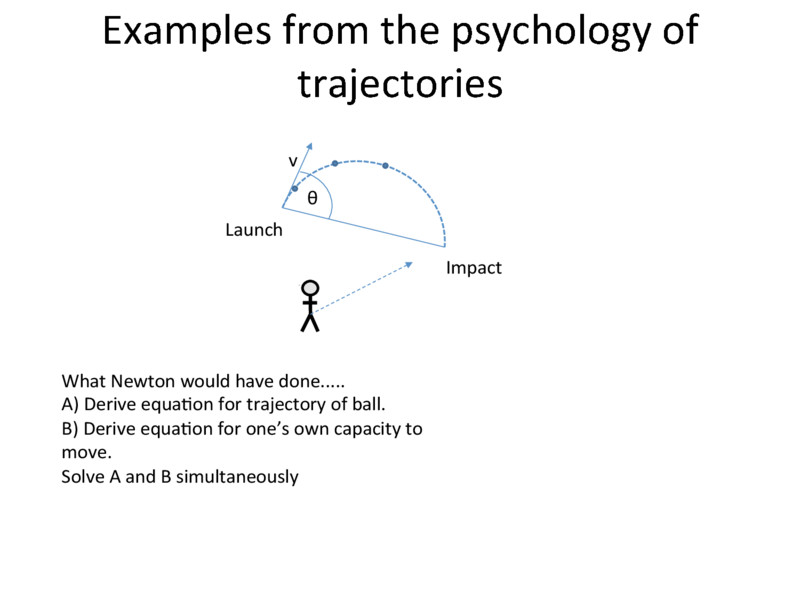 Examples from the psychology of
trajectories
v
θ
Launch
Impact
What Newton would have done.....
A) Derive equation for trajectory of ball.
B) Derive equation for one’s own capacity to
move.
Solve A and B simultaneously